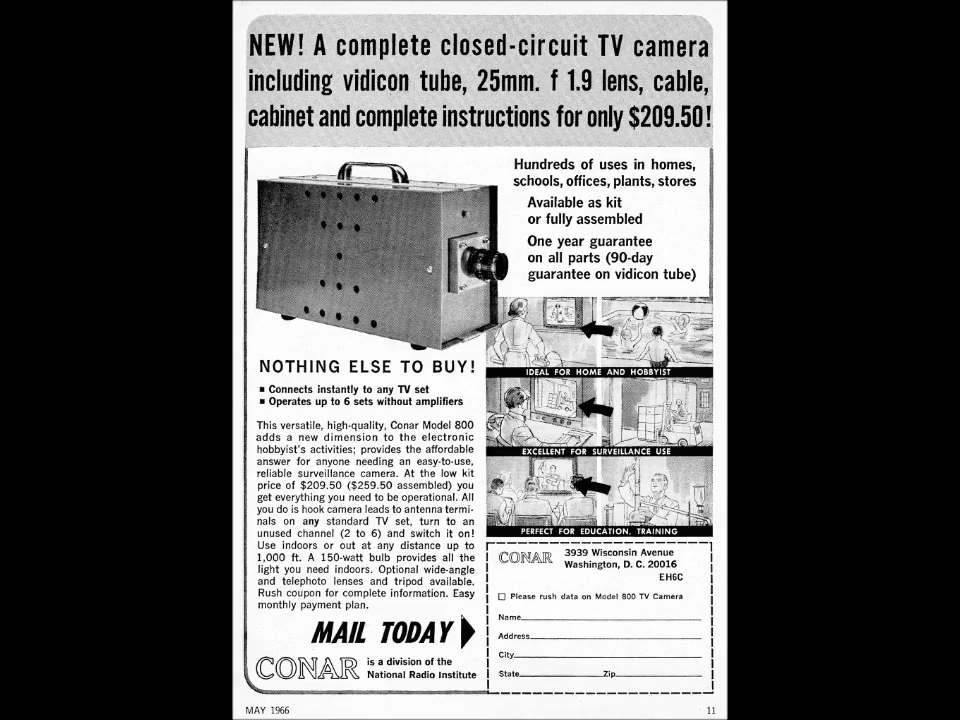 NEW! A complete closed-circuit TV camera
including vidicon tube, 25mm. f 1.9 lens, cable,
cabinet and complete instructions for only $209.50!
Hundreds of uses in homes,
schools, offices, plants, stores
Available as kit
or fully assembled
One year guarantee
on all parts (90-day
guarantee on vidicon tube)
IDEAL FOR HOME AND HOBBYIST
EXCELLENT FOR SURVEILLANCE USE
PERFECT FOR EDUCATION, TRAINING
NOTHING ELSE TO BUY!
▪ Connects instantly to any TV set
▪ Operates up to 6 sets without amplifiers
This versatile, high-quality, Conar Model 800
adds a new dimension to the electronic
hobbyist's activities; provides the affordable
answer for anyone needing an easy-to-use,
reliable surveillance camera. At the low kit
price of $209.50 ($259.50 assembled) you
get everything you need to be operational. All
you do is hook camera leads to antenna termi-
nals on any standard TV set, turn to an
unused channel (2 to 6) and switch it on!
Use indoors or out at any distance up to
1,000 ft. A 150-watt bulb provides all the
light you need indoors. Optional wide-angle
and telephoto lenses and tripod available.
Rush coupon for complete information. Easy
monthly payment plan.
MAIL TODAY
CONAR is a division of the
National Radio Institute
CONAR 3939 Wisconsin Avenue
Washington, D. C. 20016
EH6C
□ Please rush data on Model 800 TV Camera
Name
Address
City
State Zip
MAY 1966 11